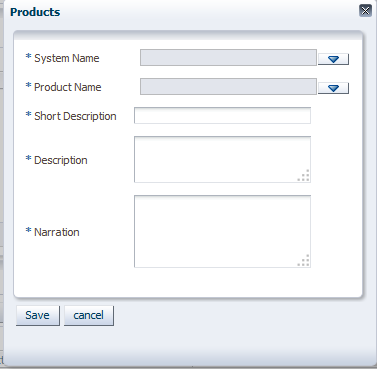 Products
* System Name
* Product Name
* Short Description
* Description
* Narration
Save cancel